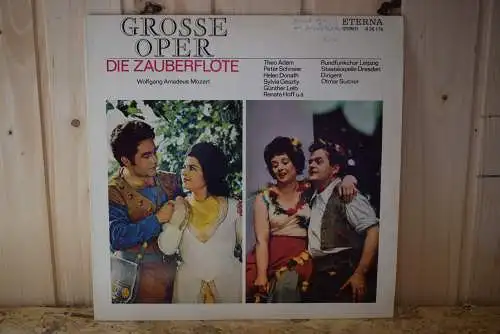 GROSSE
OPER
DIE ZAUBERFLÖTE
Wolfgang Amadeus Mozart
Theo Adam
Peter Schreier
Helen Donath
Sylvia Geszty
Günther Leib
Renate Hoff u.a
Rundfunkchor Leipzig
Staatskapelle Dresden
Dirigent
Otmar Suitner
ETERNA
STEREO